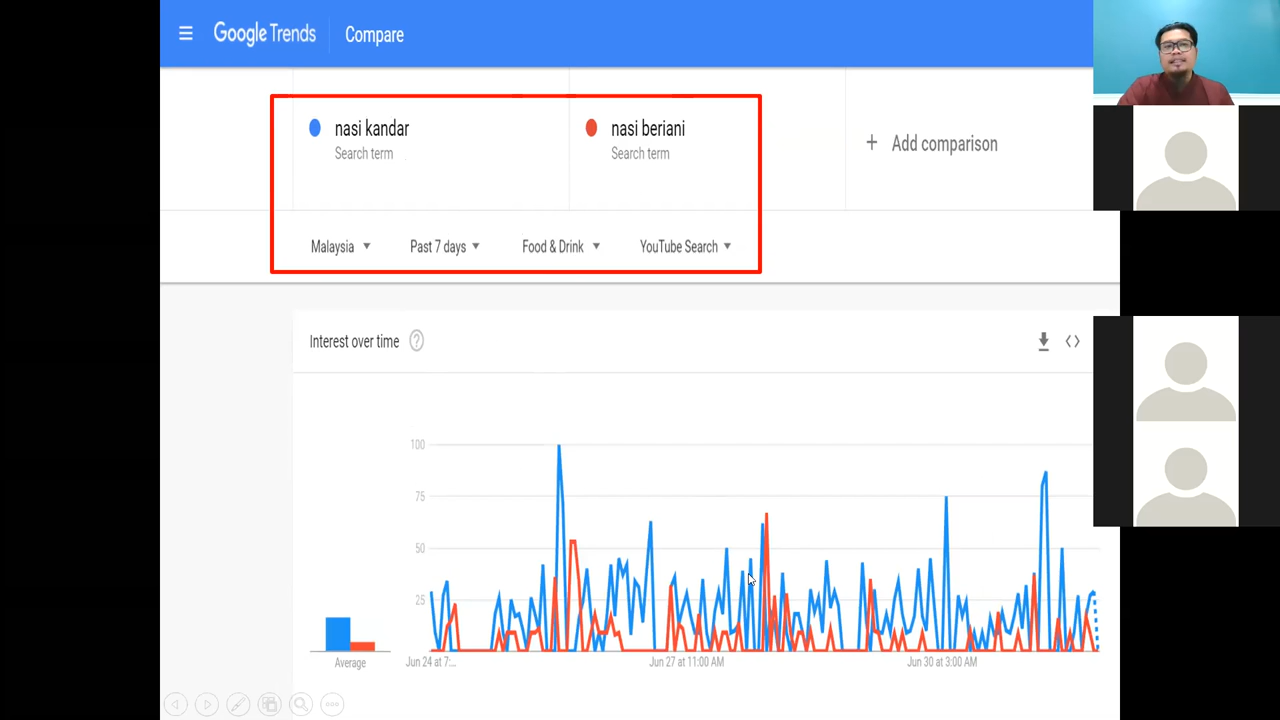 Google Trends Compare
nasi kandar nasi beriani
Search term Search term
+ Add comparison
Malaysia Past 7 days Food & Drink YouTube Search
Interest over time ?
100
75
50
25
Average
Jun 24 at 7:... Jun 27 at 11:00 AM Jun 30 at 3:00 AM